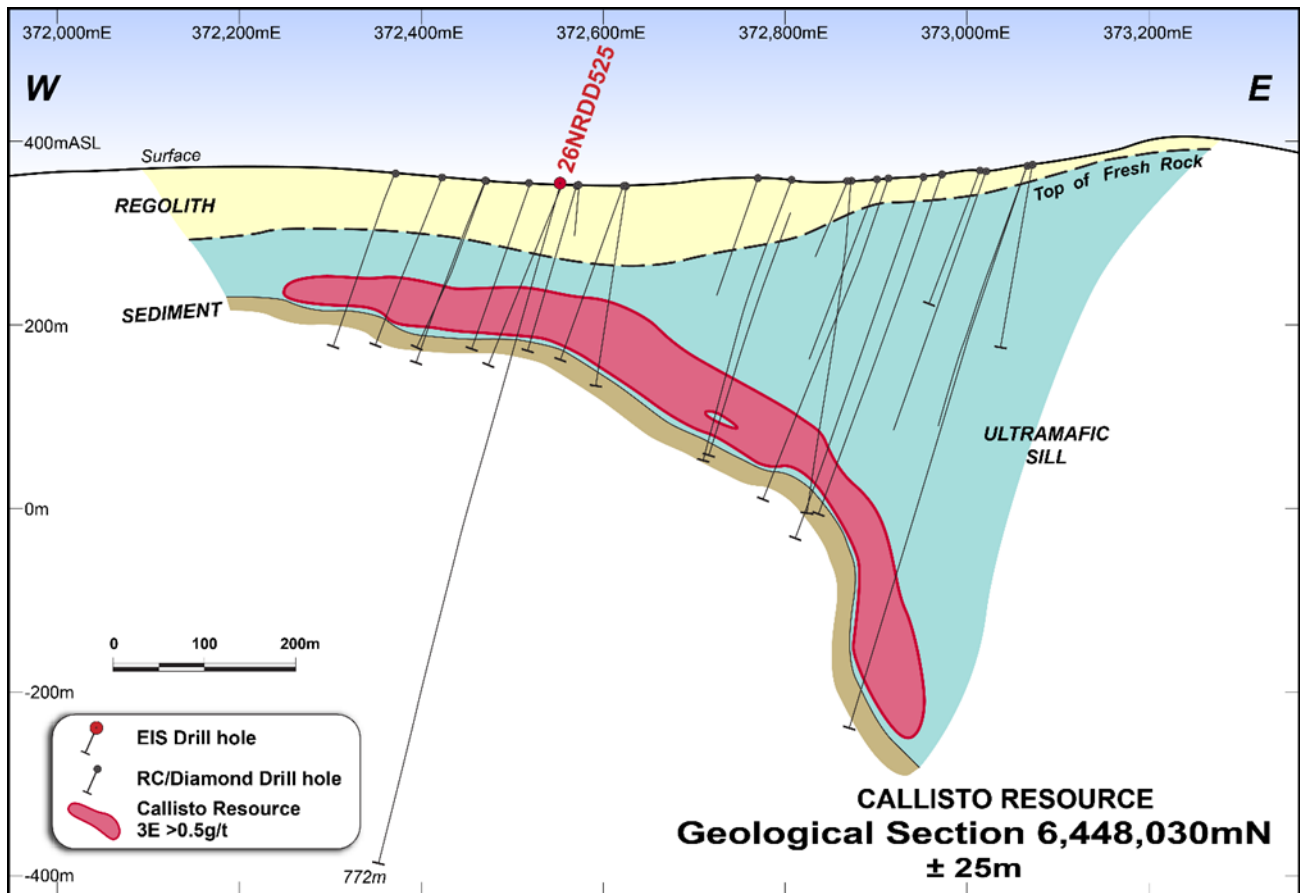 372,000mE 372,200mE 372,400mE 372,600mE 372,800mE 373,000mE 373,200mE
W
E
26NRDD525
400mASL
Surface
Top of Fresh Rock
REGOLITH
SEDIMENT
200m
ULTRAMAFIC
SILL
0m
0 100 200m
-200m
EIS Drill hole
RC/Diamond Drill hole
Callisto Resource
3E >0.5g/t
CALLISTO RESOURCE
Geological Section 6,448,030mN
± 25m
772m
-400m